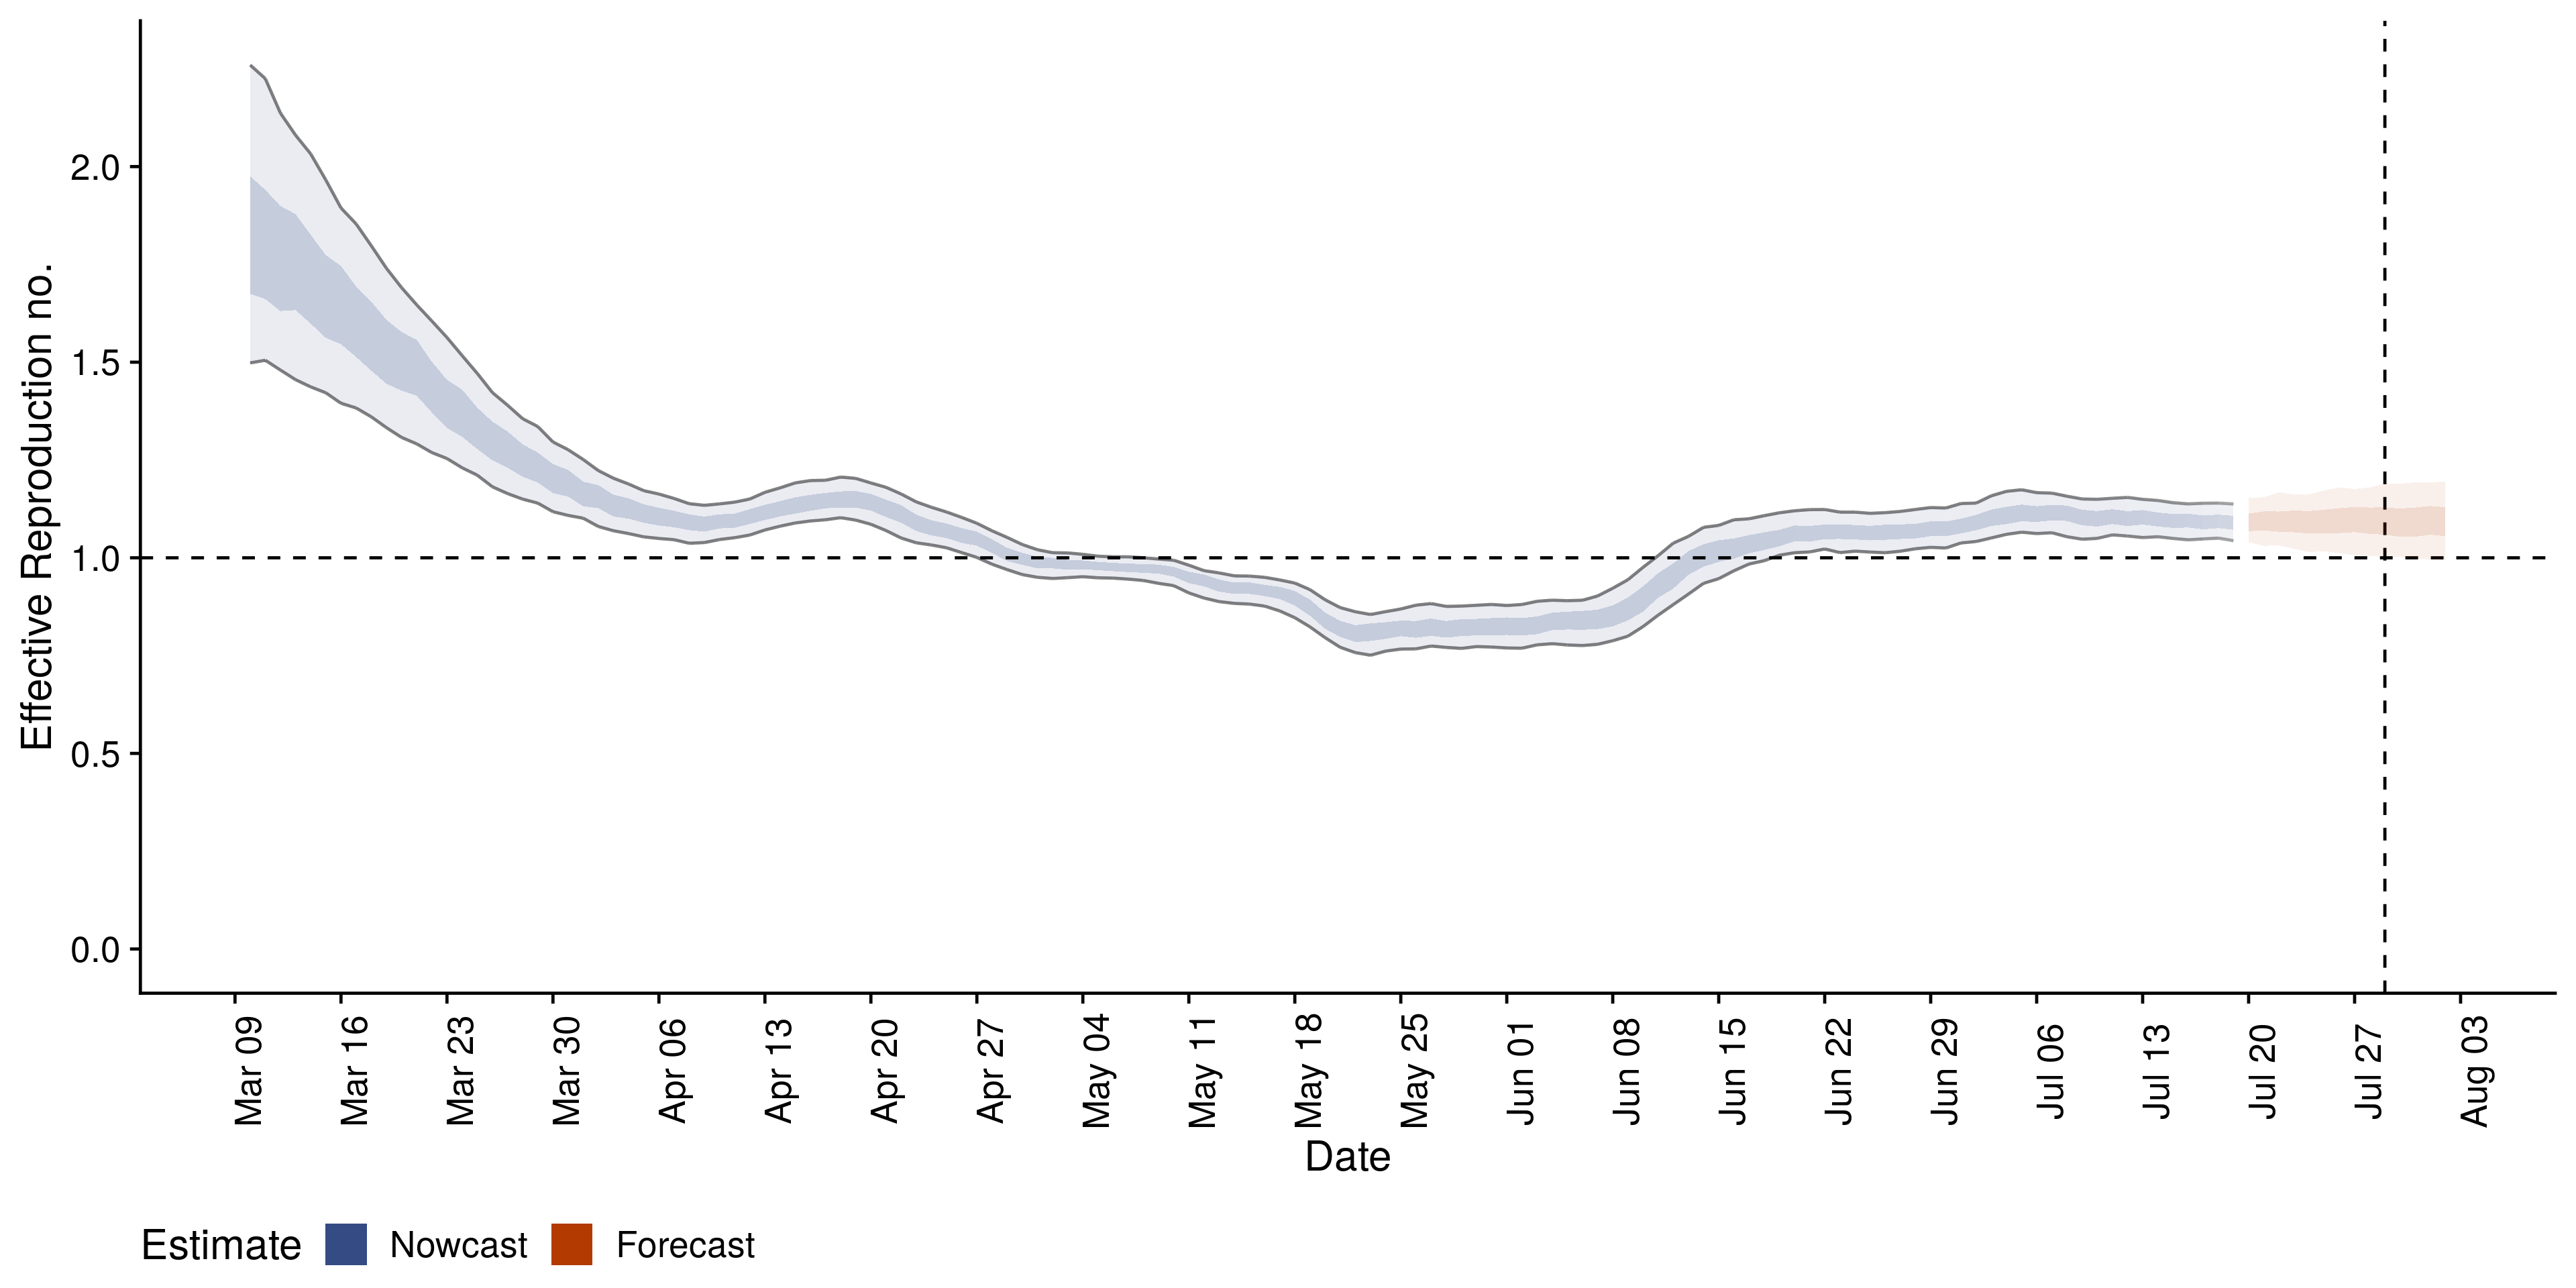 Effective Reproduction no.
2.0
1.5
1.0
0.5
0.0
Mar 09
Mar 16
Mar 23
Mar 30
Apr 06
Apr 13
Apr 20
Apr 27
May 04
May 11
May 18
May 25
Jun 01
Jun 08
Jun 15
Jun 22
Jun 29
Jul 06
Jul 13
Jul 20
Jul 27
Aug 03
Date
Estimate Nowcast Forecast